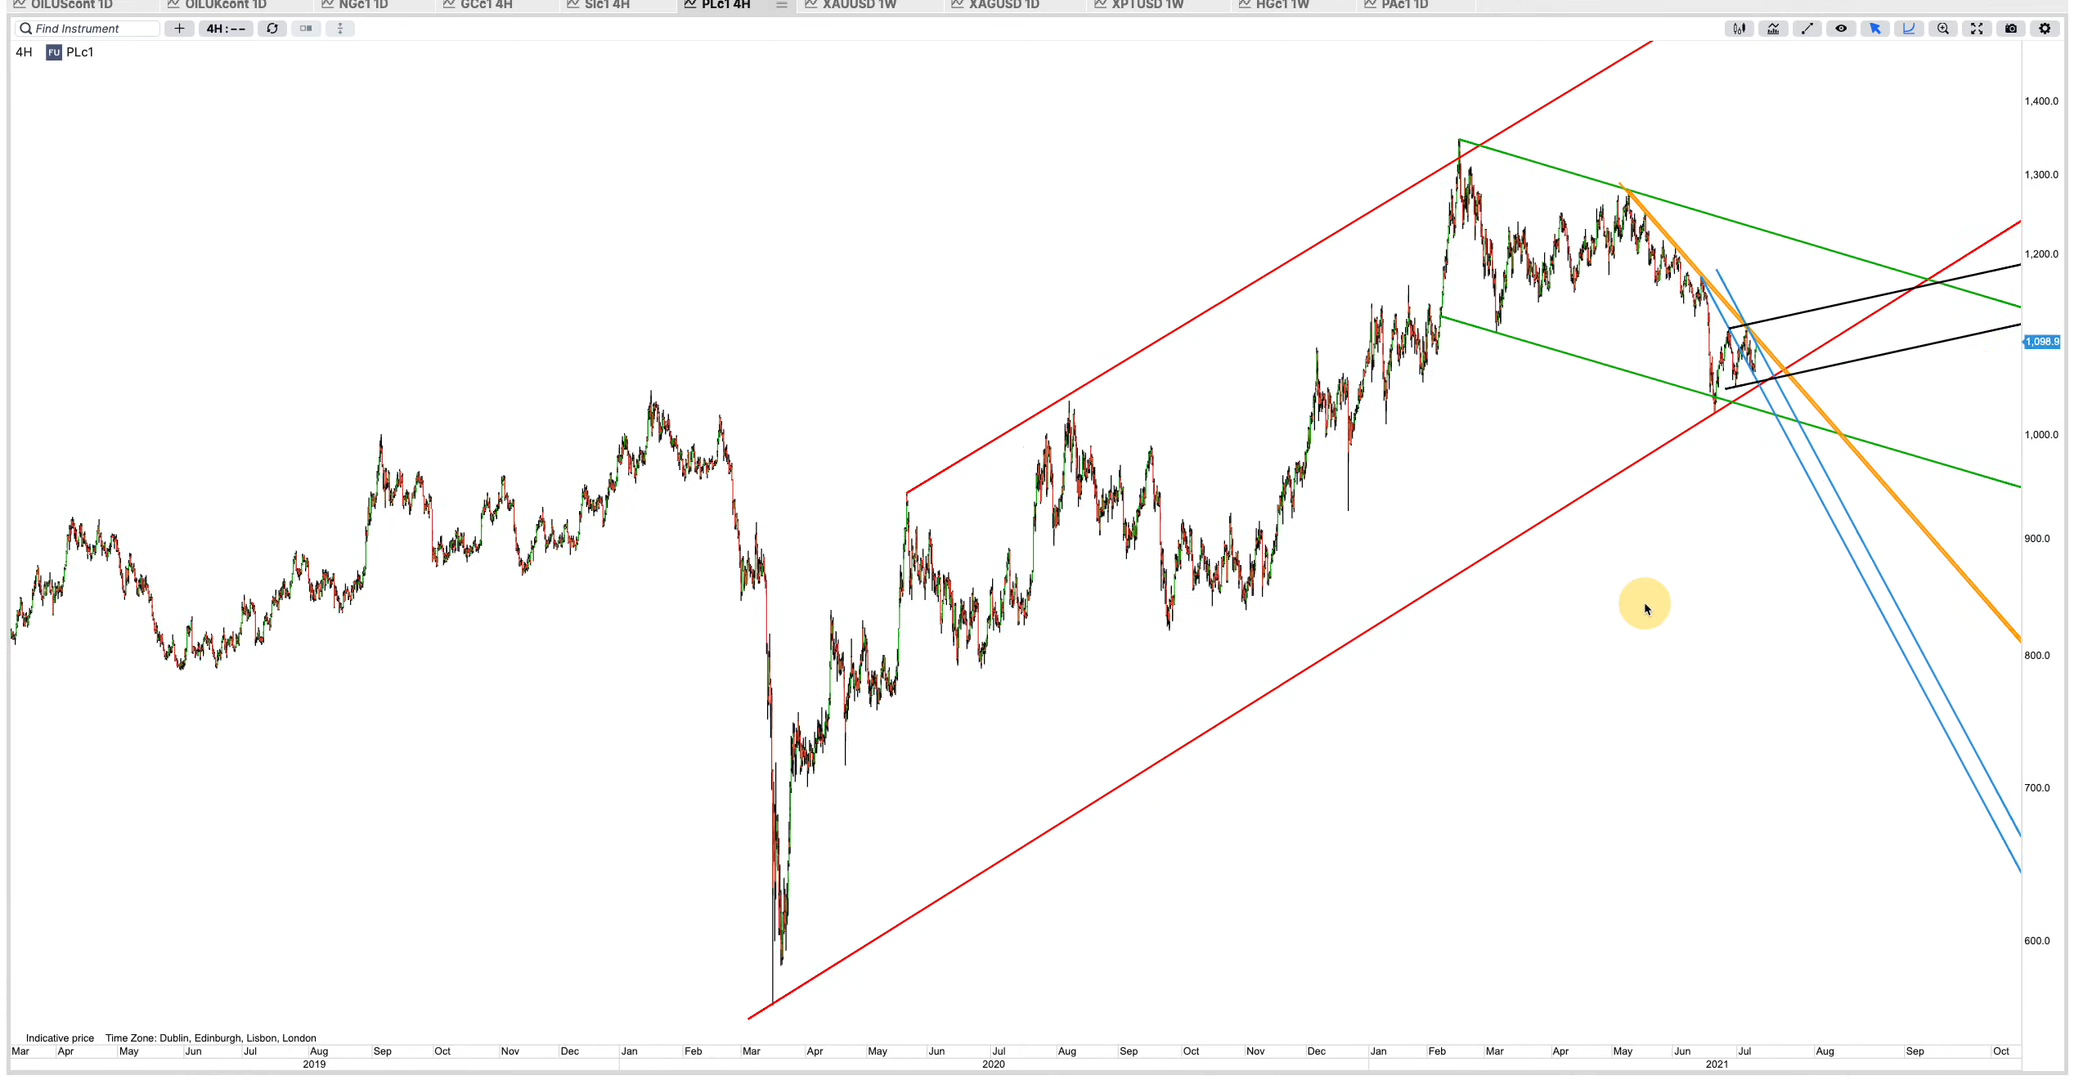 OILUScont 1D OILUKcont 1D NGc1 1D GCc1 4H SIc1 4H PLc1 4H XAUUSD 1W XAGUSD 1D XPTUSD 1W HGc1 1W PAc1 1D
Find Instrument 4H : – –
4H FU PLc1
1,400.0
1,300.0
1,200.0
1,098.9
1,000.0
900.0
800.0
700.0
600.0
Indicative price Time Zone: Dublin, Edinburgh, Lisbon, London
Mar Apr May Jun Jul Aug Sep Oct Nov Dec Jan Feb Mar Apr May Jun Jul Aug Sep Oct Nov Dec Jan Feb Mar Apr May Jun Jul Aug Sep Oct
2019 2020 2021